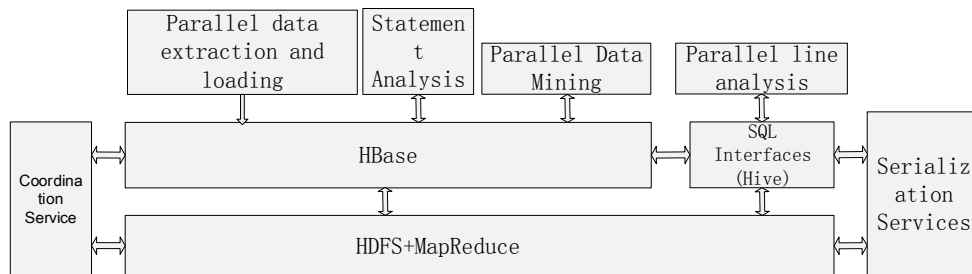 Parallel data
extraction and
loading
Statemen
t
Analysis
Parallel Data
Mining
Parallel line
analysis
Coordina
tion
Service
HBase
SQL
Interfaces
(Hive)
Serializ
ation
Services
HDFS+MapReduce